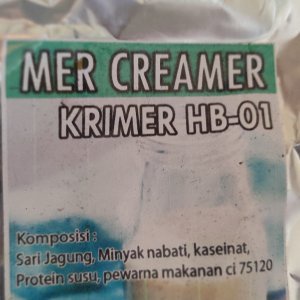 MER CREAMER
KRIMER HB-01
Komposisi :
Sari Jagung, Minyak nabati, kaseinat,
Protein susu, pewarna makanan ci 75120